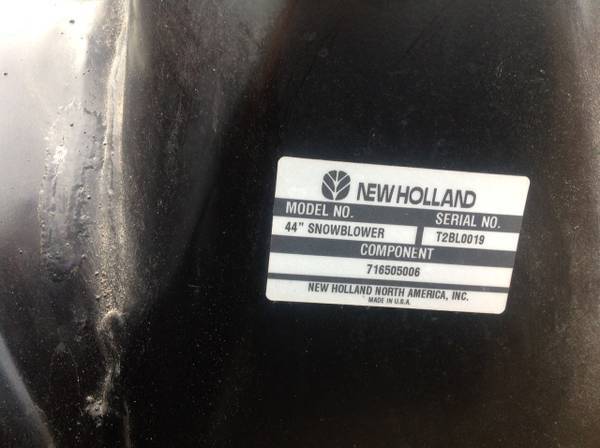 NEW HOLLAND
MODEL NO. SERIAL NO.
44" SNOWBLOWER T2BL0019
COMPONENT
716505006
NEW HOLLAND NORTH AMERICA, INC.
MADE IN U.S.A.